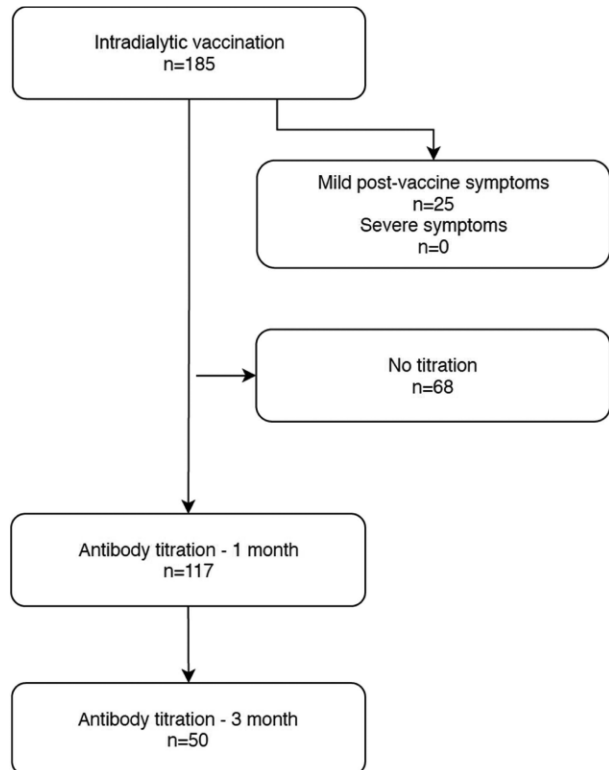 Intradialytic vaccination
n=185
Mild post-vaccine symptoms
n=25
Severe symptoms
n=0
No titration
n=68
Antibody titration - 1 month
n=117
Antibody titration - 3 month
n=50